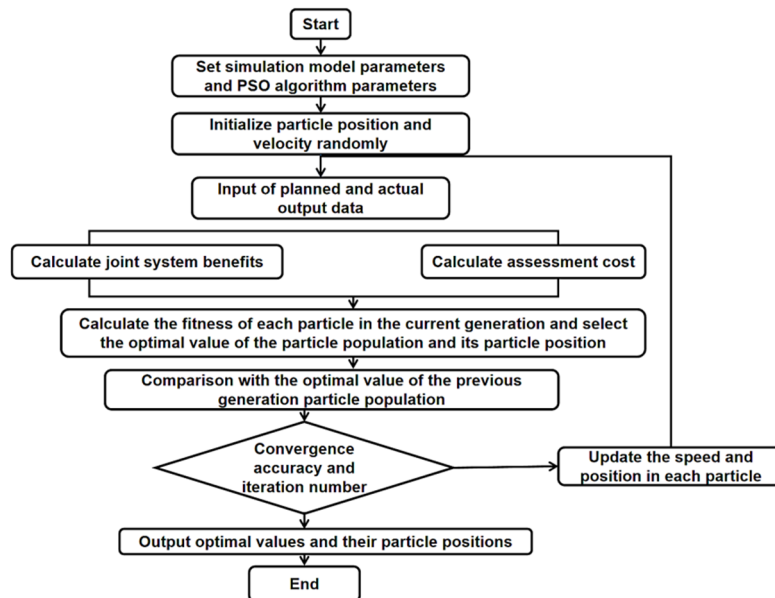 Start
Set simulation model parameters
and PSO algorithm parameters
Initialize particle position and
velocity randomly
Input of planned and actual
output data
Calculate joint system benefits
Calculate assessment cost
Calculate the fitness of each particle in the current generation and select
the optimal value of the particle population and its particle position
Comparison with the optimal value of the previous
generation particle population
Convergence
accuracy and
iteration number
Update the speed and
position in each particle
Output optimal values and their particle positions
End